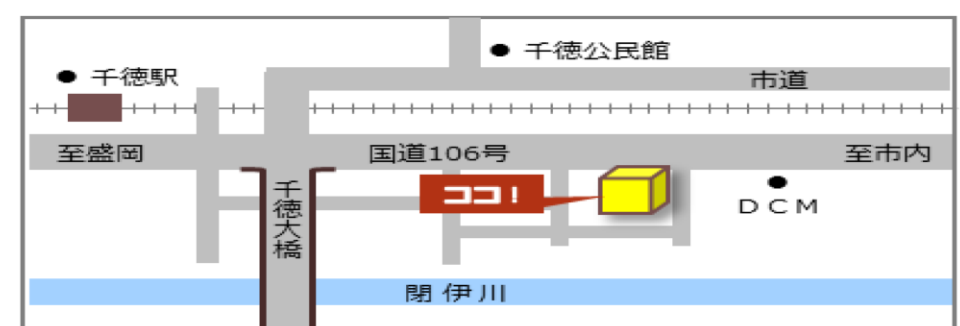 千徳公民館
千徳駅
市道
至盛岡
国道106号
至市内
ココ！
千徳大橋
DCM
閉伊川